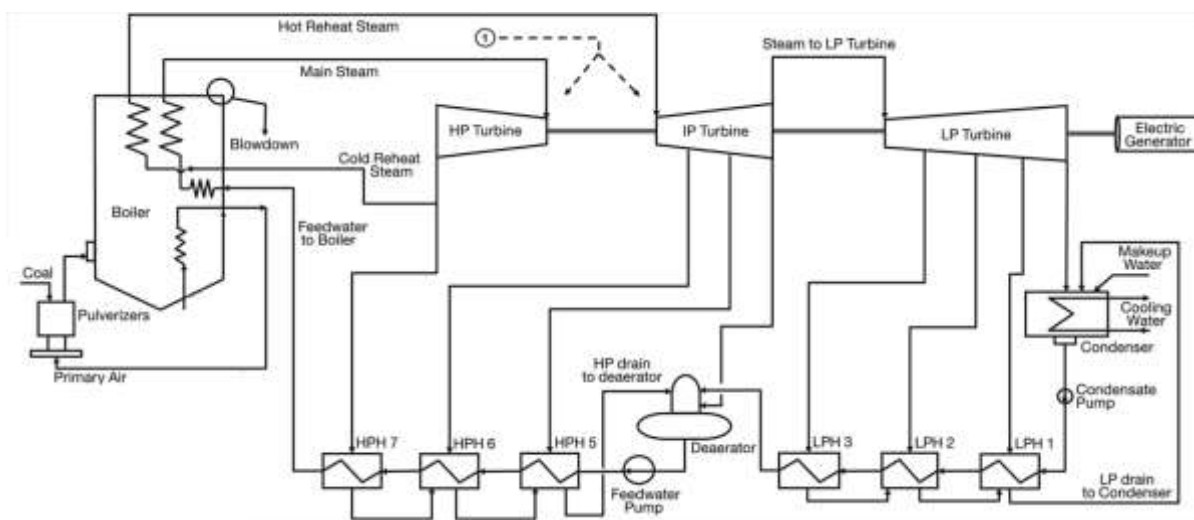 Hot Reheat Steam
1
Steam to LP Turbine
Main Steam
HP Turbine
IP Turbine
LP Turbine
Electric
Generator
Blowdown
Cold Reheat
Steam
Boiler
Feedwater
to Boiler
Coal
Pulverizers
Primary Air
Makeup
Water
Cooling
Water
Condenser
HP drain
to deaerator
Condensate
Pump
HPH 7
HPH 6
HPH 5
Deaerator
LPH 3
LPH 2
LPH 1
Feedwater
Pump
LP drain
to Condenser